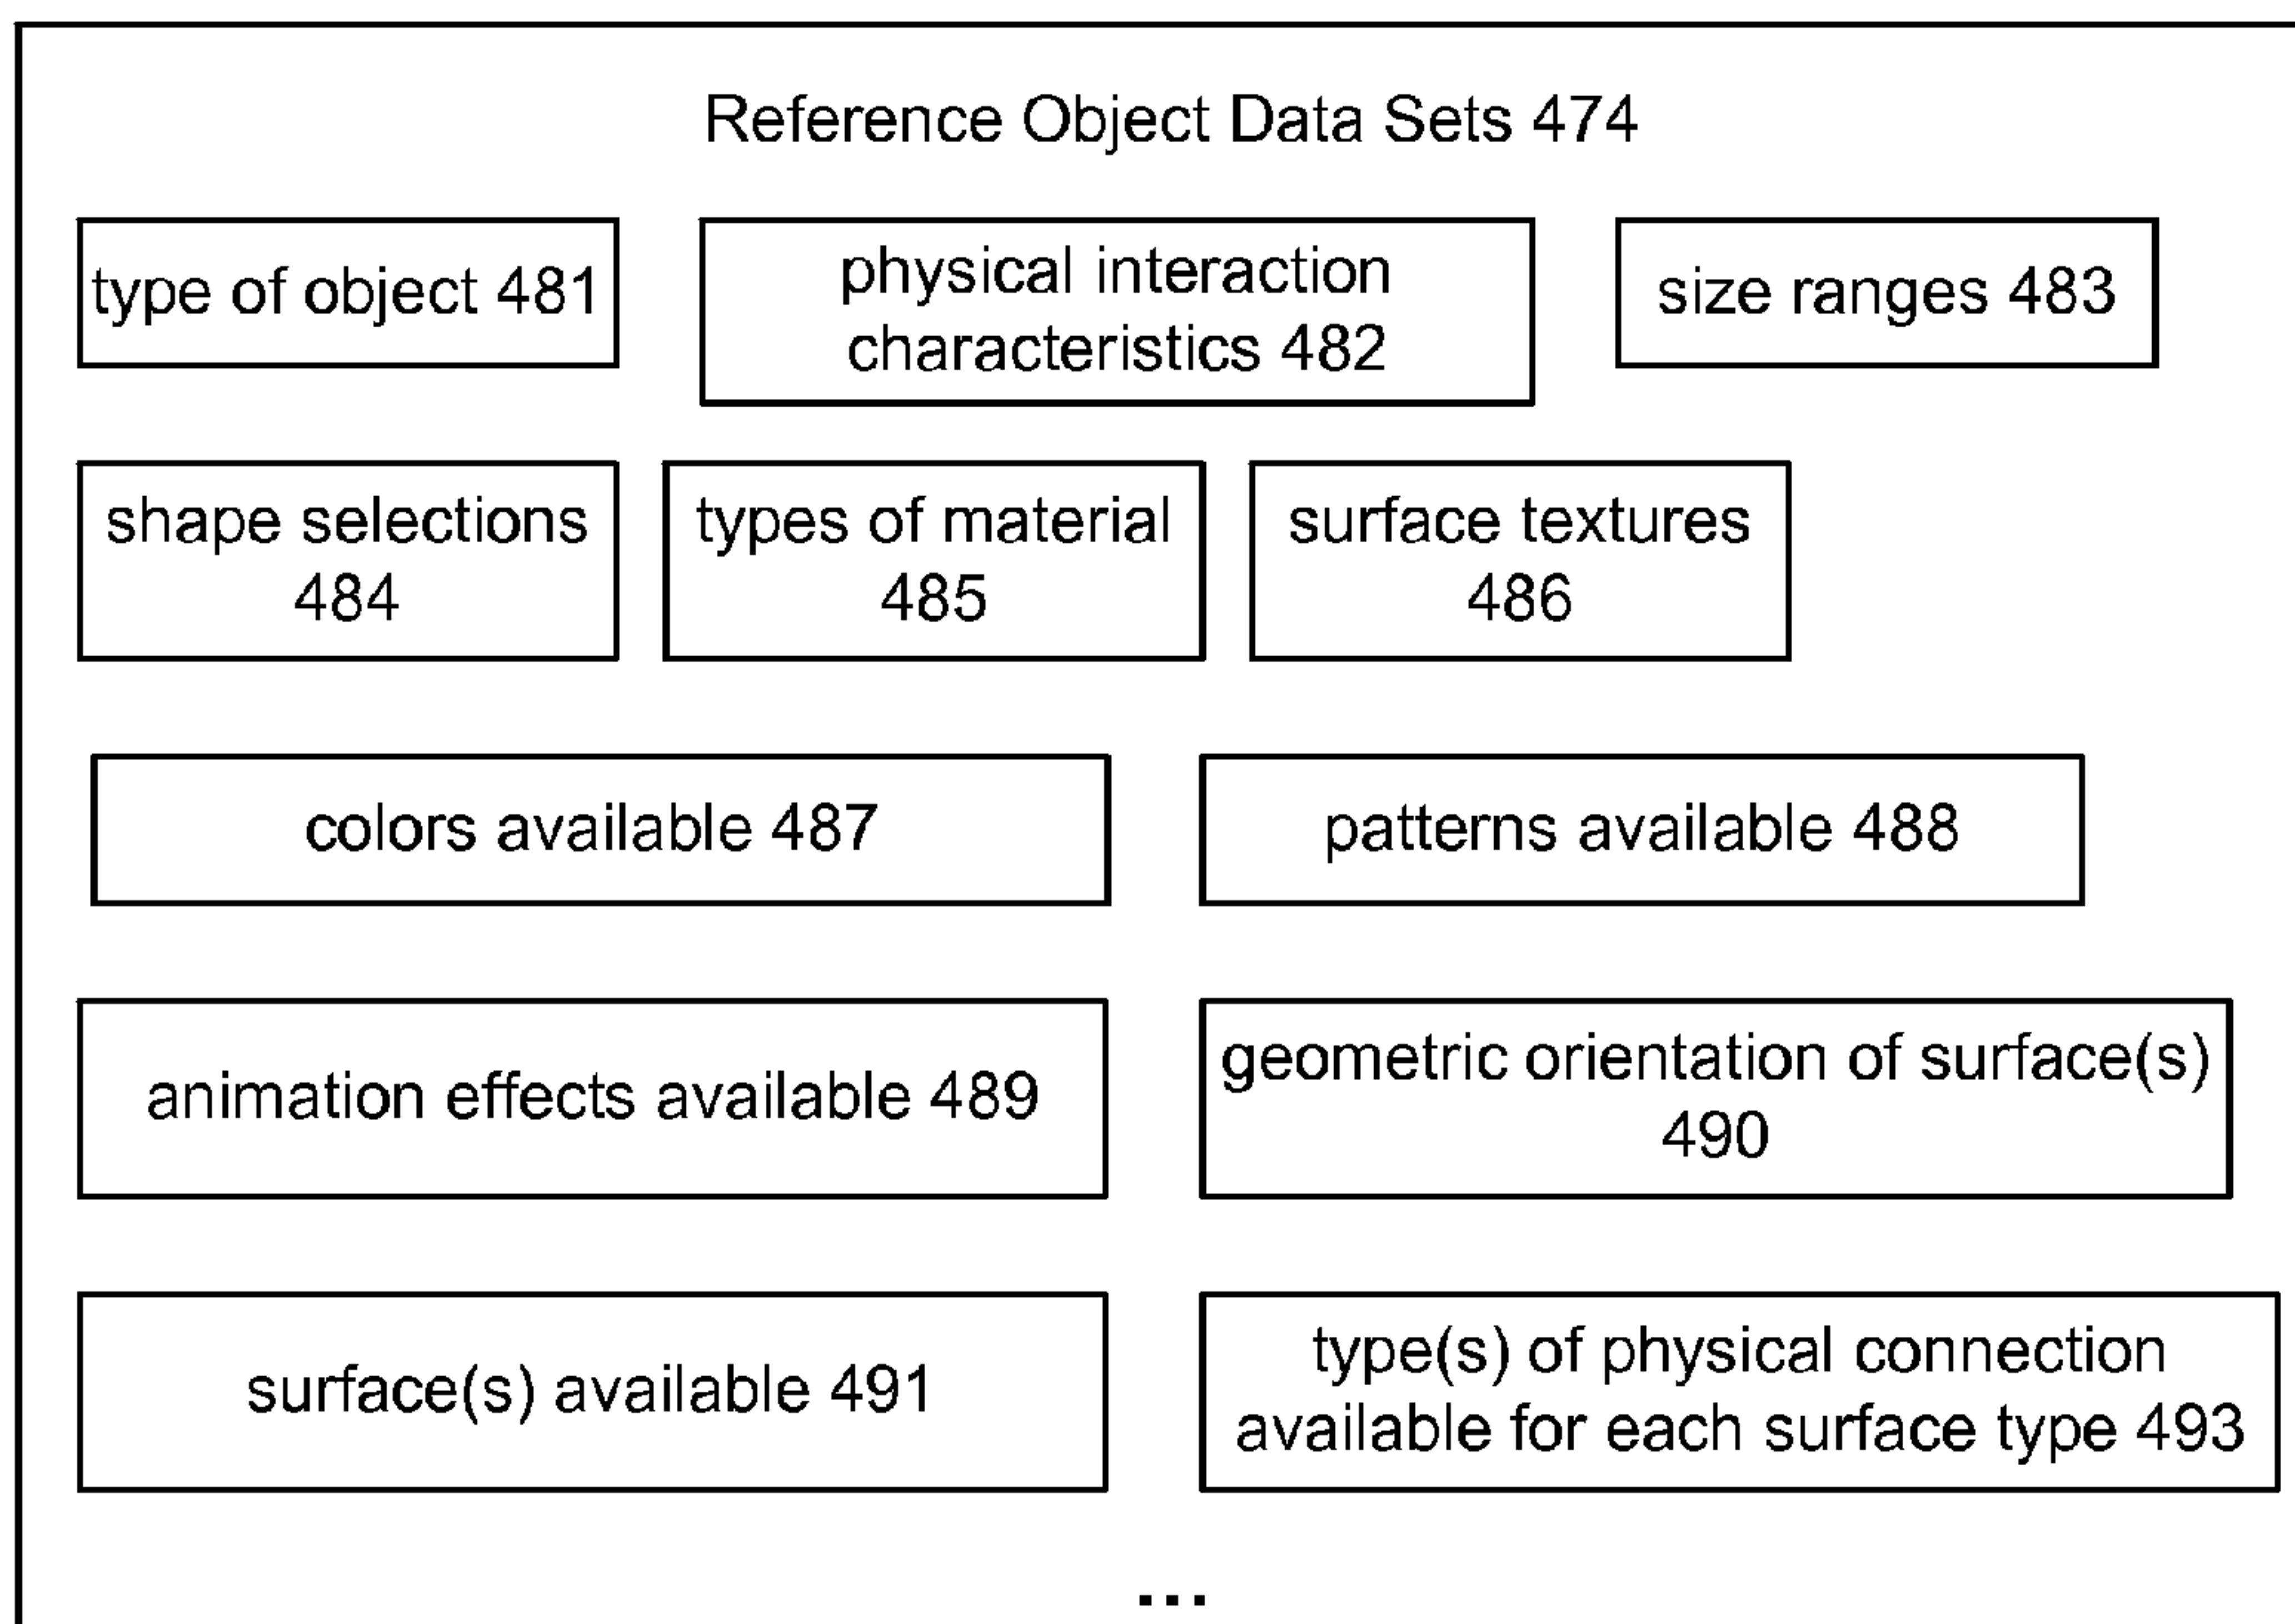 Reference Object Data Sets 474
type of object 481
physical interaction
characteristics 482
size ranges 483
shape selections
484
types of material
485
surface textures
486
colors available 487
patterns available 488
animation effects available 489
geometric orientation of surface(s)
490
surface(s) available 491
type(s) of physical connection
available for each surface type 493
...